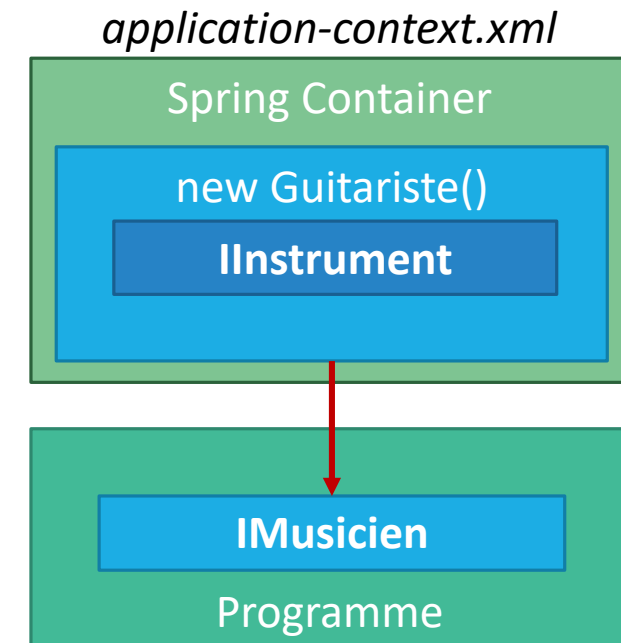 application-context.xml
Spring Container
new Guitariste()
IInstrument
IMusicien
Programme